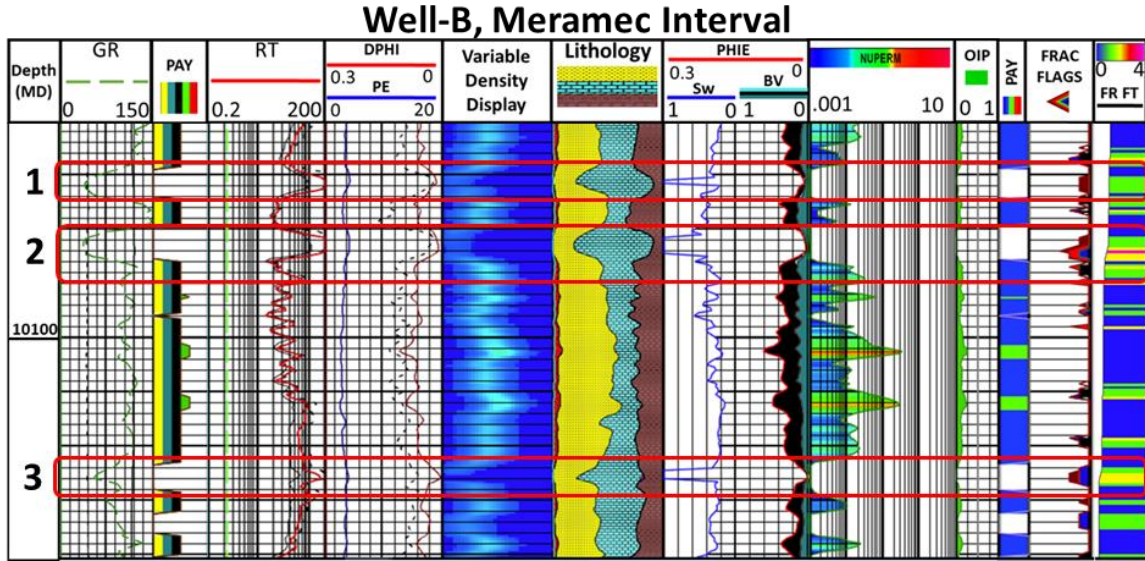 Well-B, Meramec Interval
Depth (MD)
GR
0 150
PAY
RT
0.2 200
DPHI
0.3 0
PE
0 20
Variable Density Display
Lithology
PHIE
0.3 0
Sw
1 0
BV
1 0
NUPERM
.001 10
OIP
0 1
PAY
FRAC FLAGS
0 4
FR FT
1
2
10100
3